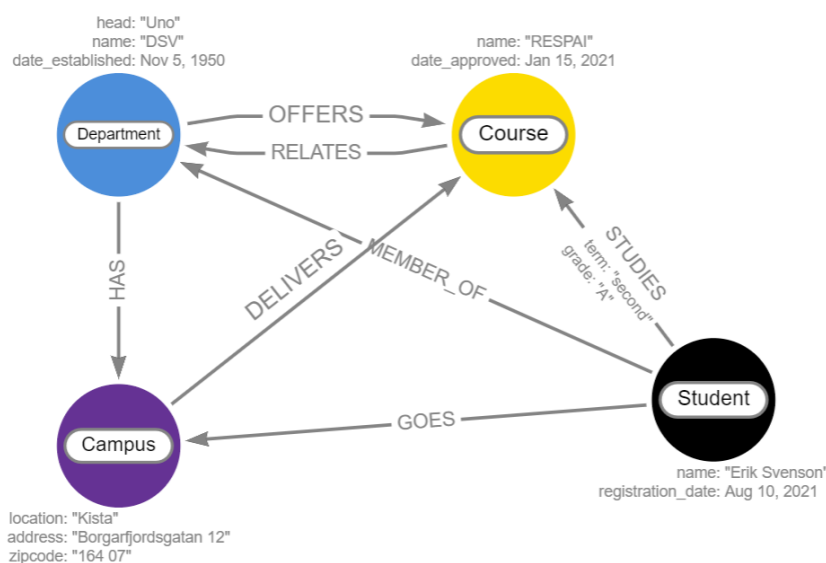 head: "Uno"
name: "DSV"
date_established: Nov 5, 1950
name: "RESPAI"
date_approved: Jan 15, 2021
Department
OFFERS
Course
RELATES
HAS
DELIVERS
MEMBER_OF
STUDIES
term: "second"
grade: "A"
Campus
GOES
Student
name: "Erik Svenson'
registration_date: Aug 10, 2021
location: "Kista"
address: "Borgarfjordsgatan 12"
zipcode: "164 07"